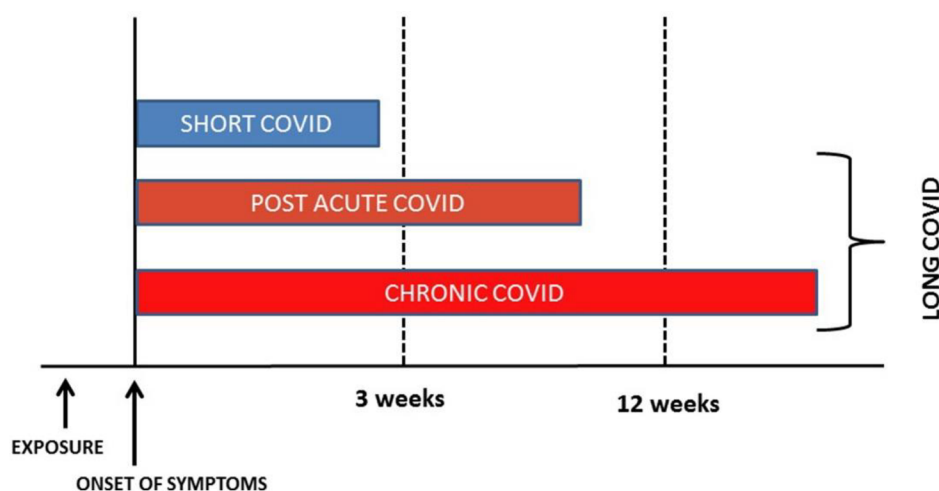 SHORT COVID
POST ACUTE COVID
CHRONIC COVID
LONG COVID
3 weeks
12 weeks
EXPOSURE
ONSET OF SYMPTOMS